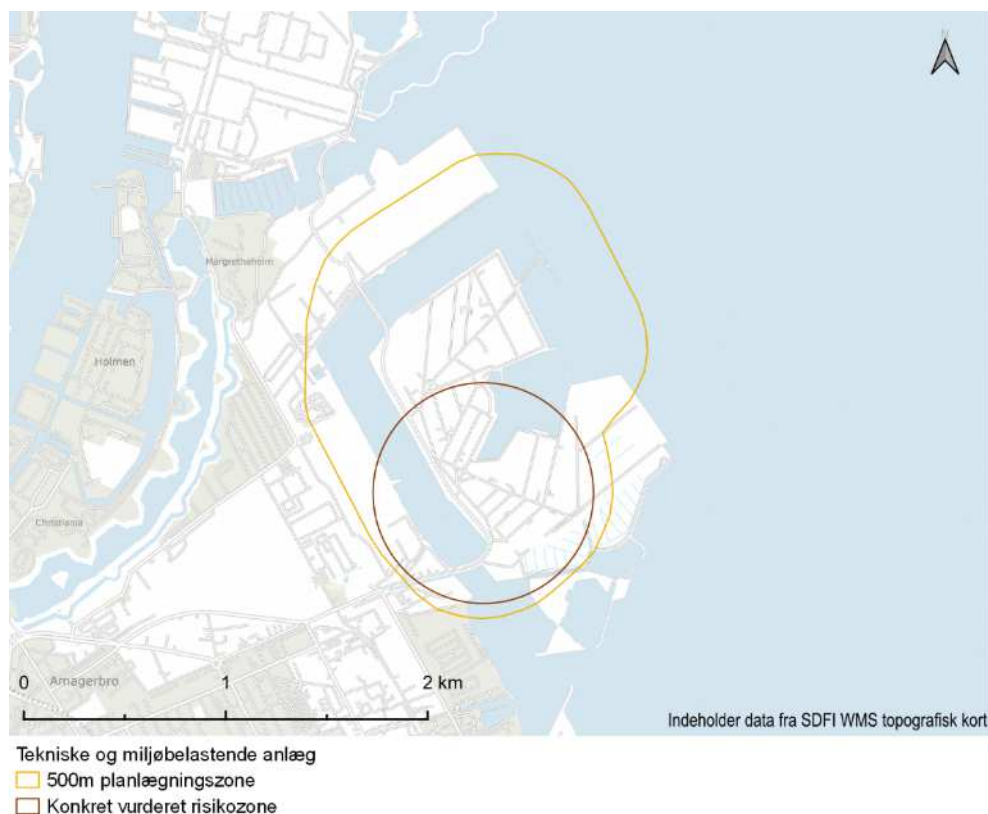 N
Margretheholm
Holmen
Christiania
Amagerbro
0 1 2 km
Indeholder data fra SDFI WMS topografisk kort
Tekniske og miljøbelastende anlæg
500m planlægningszone
Konkret vurderet risikozone